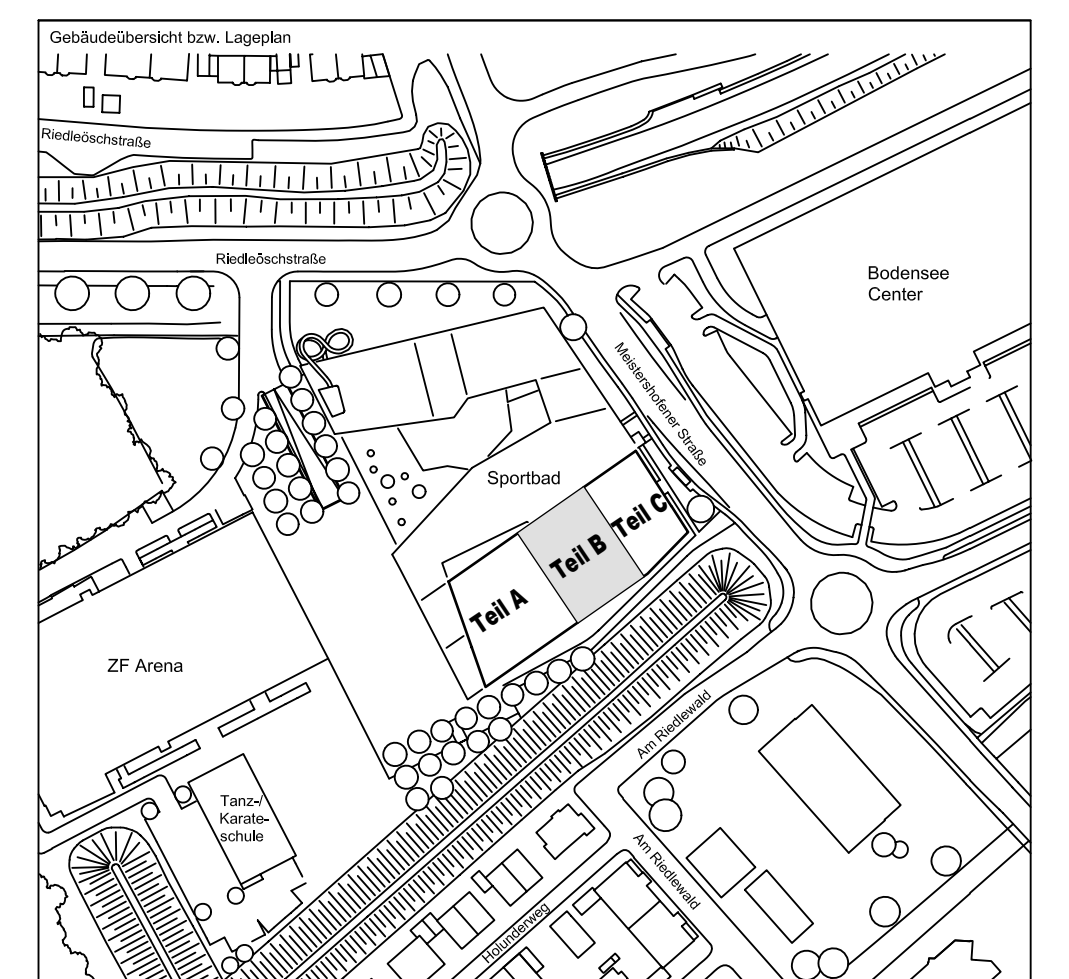 Gebäudeübersicht bzw. Lageplan
Riedleöschstraße
Riedleöschstraße
Bodensee
Center
Meistershofener Straße
Sportbad
Teil C
Teil B
Teil A
ZF Arena
Am Riedlewald
Tanz-/
Karate-
schule
Am Riedlewald
Holunderweg